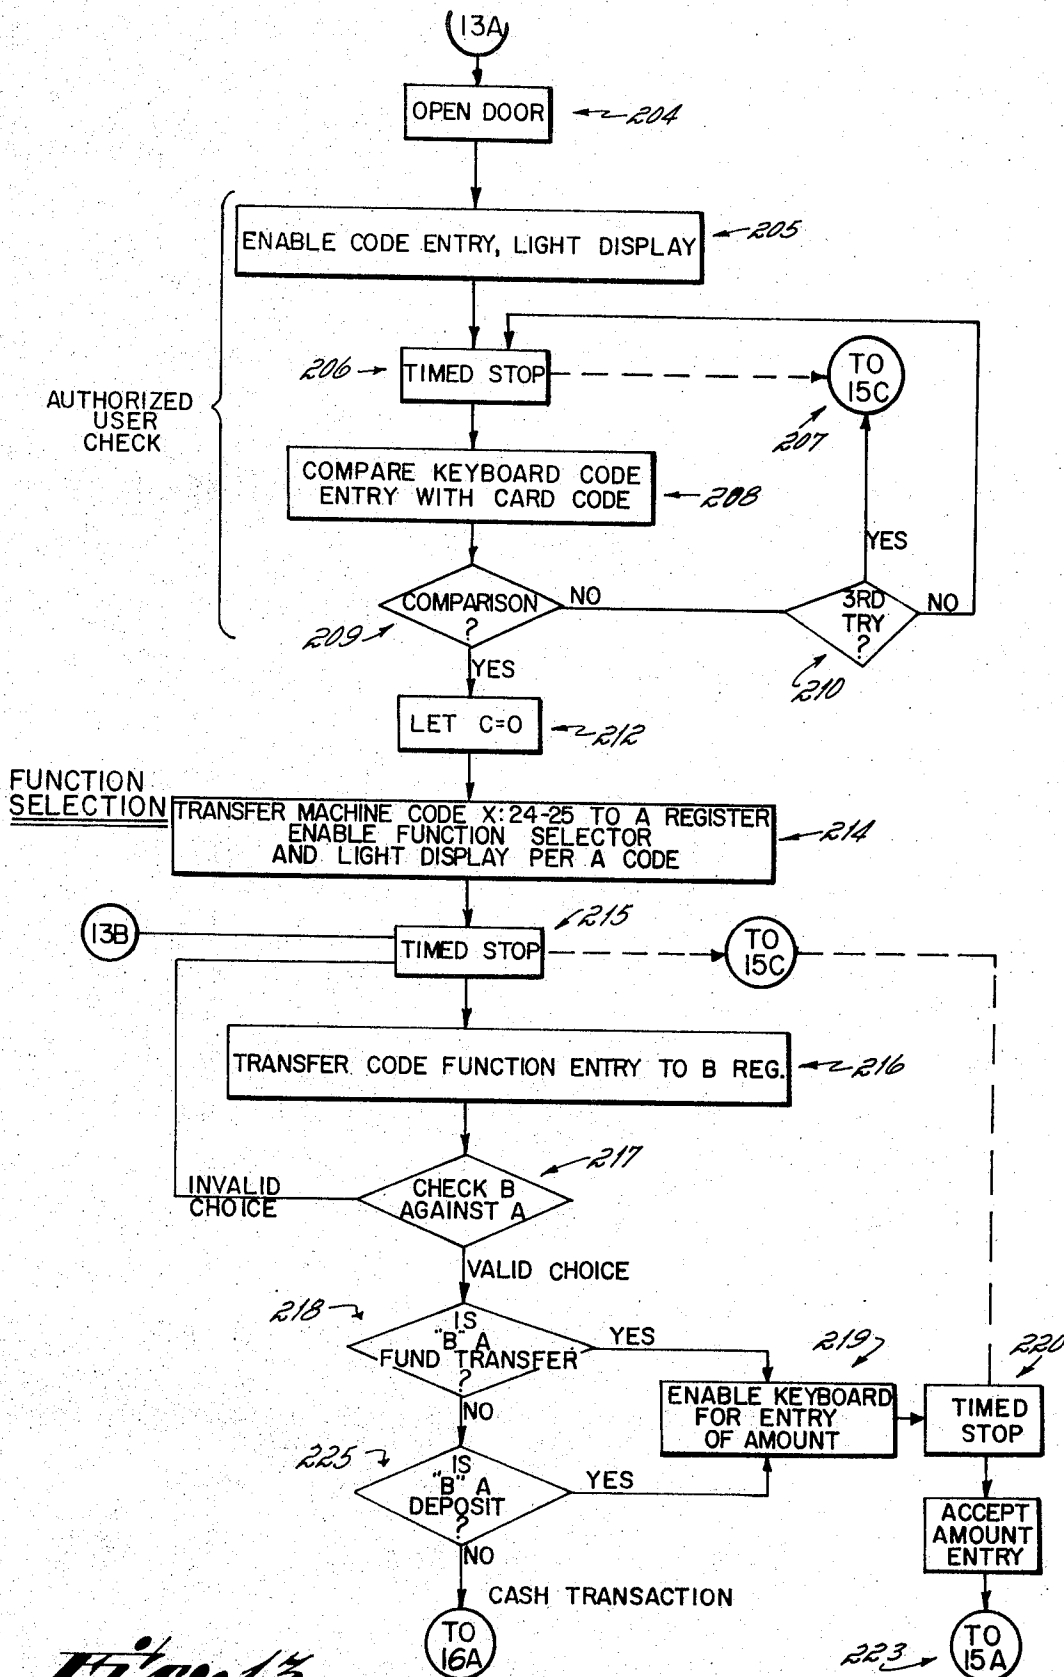 13A
OPEN DOOR
204
ENABLE CODE ENTRY, LIGHT DISPLAY
205
206
TIMED STOP
TO
15C
207
AUTHORIZED
USER
CHECK
COMPARE KEYBOARD CODE
ENTRY WITH CARD CODE
208
YES
COMPARISON
?
NO
3RD
TRY
?
NO
209
210
YES
LET C=0
212
FUNCTION
SELECTION
TRANSFER MACHINE CODE X:24-25 TO A REGISTER
ENABLE FUNCTION SELECTOR
AND LIGHT DISPLAY PER A CODE
214
215
13B
TIMED STOP
TO
15C
TRANSFER CODE FUNCTION ENTRY TO B REG.
216
217
INVALID
CHOICE
CHECK B
AGAINST A
VALID CHOICE
218
IS
"B" A
FUND TRANSFER
?
YES
219
220
ENABLE KEYBOARD
FOR ENTRY
OF AMOUNT
TIMED
STOP
NO
225
IS
"B" A
DEPOSIT
?
YES
ACCEPT
AMOUNT
ENTRY
NO
CASH TRANSACTION
TO
16A
223
TO
15A
Fig. 13